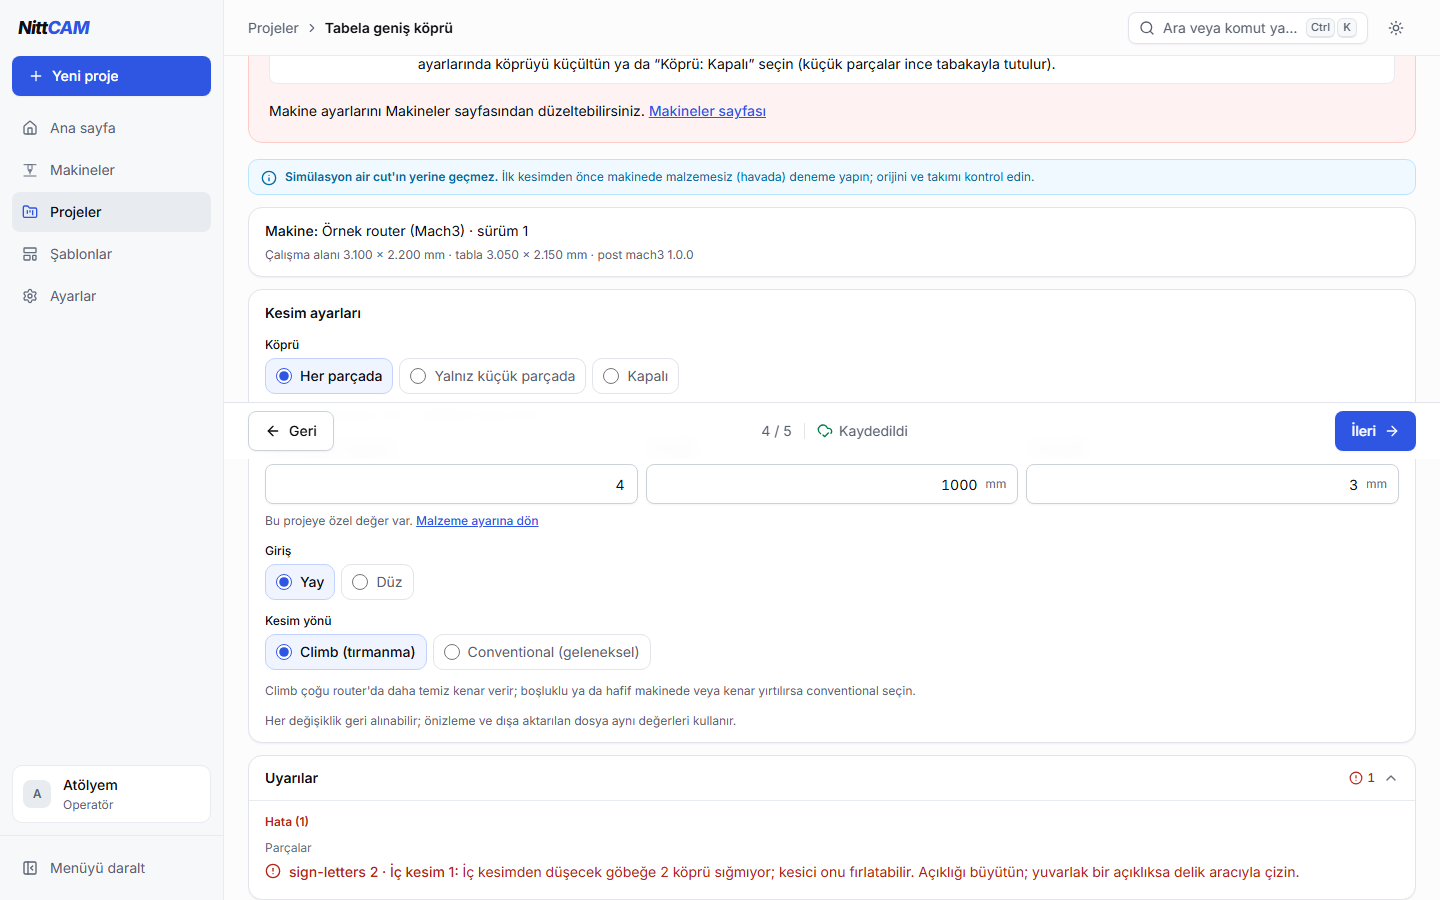 NittCAM
Yeni proje
Ana sayfa
Makineler
Projeler
Şablonlar
Ayarlar
A
Atölyem
Operatör
Menüyü daralt
Projeler > Tabela geniş köprü
Ara veya komut ya... Ctrl K
ayarlarında köprüyü küçültün ya da “Köprü: Kapalı” seçin (küçük parçalar ince tabakayla tutulur).
Makine ayarlarını Makineler sayfasından düzeltebilirsiniz. Makineler sayfası
Simülasyon air cut'ın yerine geçmez. İlk kesimden önce makinede malzemesiz (havada) deneme yapın; orijini ve takımı kontrol edin.
Makine: Örnek router (Mach3) · sürüm 1
Çalışma alanı 3.100 × 2.200 mm · tabla 3.050 × 2.150 mm · post mach3 1.0.0
Kesim ayarları
Köprü
Her parçada Yalnız küçük parçada Kapalı
Geri 4 / 5 Kaydedildi İleri
4 1000 mm 3 mm
Bu projeye özel değer var. Malzeme ayarına dön
Giriş
Yay Düz
Kesim yönü
Climb (tırmanma) Conventional (geleneksel)
Climb çoğu router'da daha temiz kenar verir; boşluklu ya da hafif makinede veya kenar yırtılırsa conventional seçin.
Her değişiklik geri alınabilir; önizleme ve dışa aktarılan dosya aynı değerleri kullanır.
Uyarılar 1
Hata (1)
Parçalar
sign-letters 2 · İç kesim 1: İç kesimden düşecek göbeğe 2 köprü sığmıyor; kesici onu fırlatabilir. Açıklığı büyütün; yuvarlak bir açıklıksa delik aracıyla çizin.